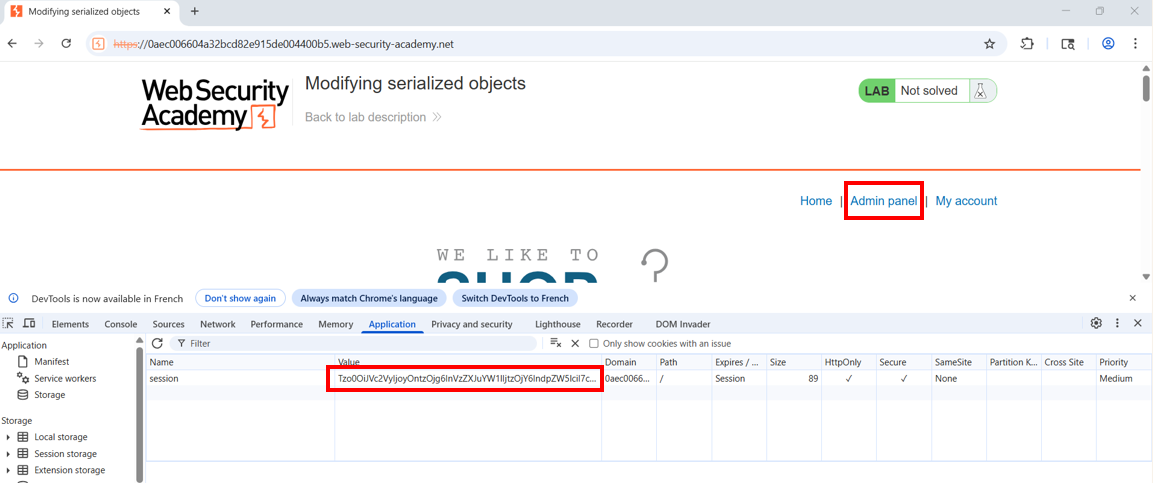 Modifying serialized objects
https://0aec006604a32bcd82e915de004400b5.web-security-academy.net
Web Security
Academy
Modifying serialized objects
Back to lab description
LAB Not solved
Home | Admin panel | My account
WE LIKE TO
SHOP
DevTools is now available in French Don't show again Always match Chrome's language Switch DevTools to French
Elements Console Sources Network Performance Memory Application Privacy and security Lighthouse Recorder DOM Invader
Application
Manifest
Service workers
Storage
Storage
Local storage
Session storage
Extension storage
Filter Only show cookies with an issue
Name Value Domain Path Expires / ... Size HttpOnly Secure SameSite Partition K... Cross Site Priority
session Tzo0OiJVc2VyIjoyOntzOjg6InVzZXJuYW1lIjtzOjY6IndpZW5lciI7c... 0aec0066... / Session 89 ✓ ✓ None Medium